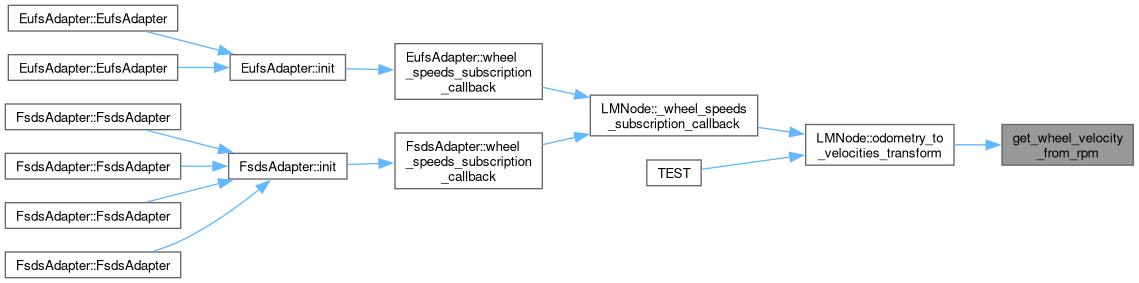 EufsAdapter::EufsAdapter
EufsAdapter::EufsAdapter
EufsAdapter::init
EufsAdapter::wheel
_speeds_subscription
_callback
FsdsAdapter::FsdsAdapter
FsdsAdapter::FsdsAdapter
FsdsAdapter::FsdsAdapter
FsdsAdapter::FsdsAdapter
FsdsAdapter::init
FsdsAdapter::wheel
_speeds_subscription
_callback
LMNode::_wheel_speeds
_subscription_callback
TEST
LMNode::odometry_to
_velocities_transform
get_wheel_velocity
_from_rpm